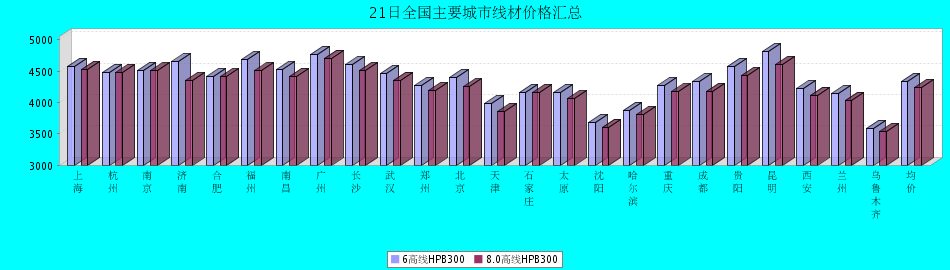 21日全国主要城市线材价格汇总
5000
4500
4000
3500
3000
上海
杭州
南京
济南
合肥
福州
南昌
广州
长沙
武汉
郑州
北京
天津
石家庄
太原
沈阳
哈尔滨
重庆
成都
贵阳
昆明
西安
兰州
乌鲁木齐
均价
6高线HPB300
8.0高线HPB300